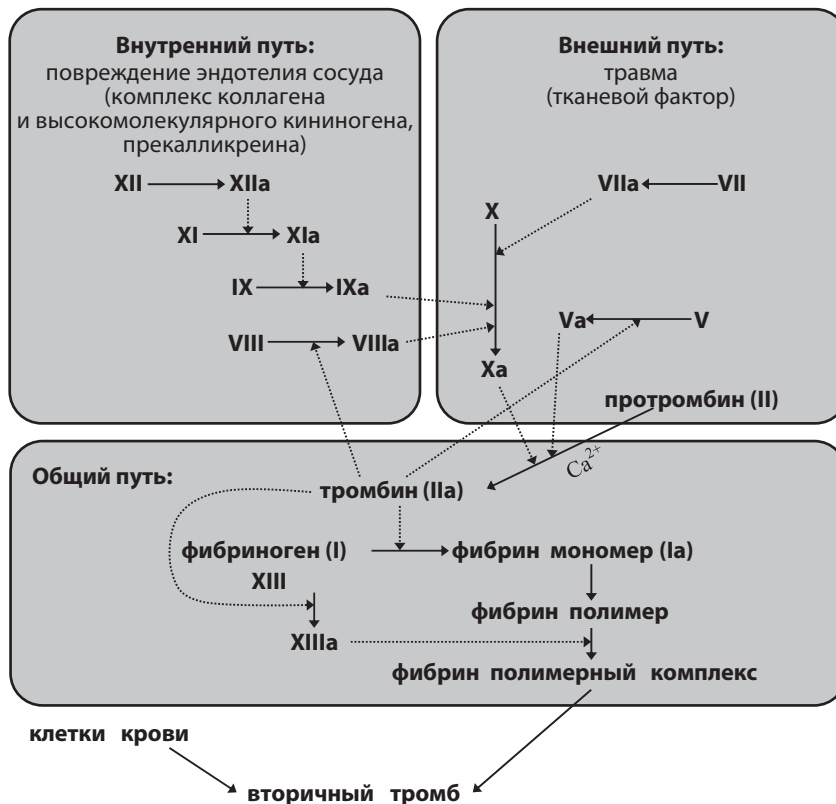 Внутренний путь:
повреждение эндотелия сосуда
(комплекс коллагена
и высокомолекулярного кининогена,
прекалликреина)
XII XIIa
XI XIa
IX IXa
VIII VIIIa
Внешний путь:
травма
(тканевой фактор)
VIIa VII
X
Va V
Xa
протромбин (II)
Ca²⁺
Общий путь:
тромбин (IIa)
фибриноген (I) фибрин мономер (Ia)
XIII
фибрин полимер
XIIIa
фибрин полимерный комплекс
клетки крови
вторичный тромб